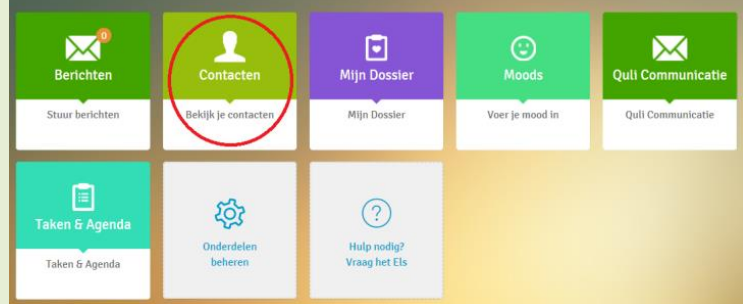 0
Berichten
Stuur berichten
Contacten
Bekijk je contacten
Mijn Dossier
Mijn Dossier
Moods
Voer je mood in
Quli Communicatie
Quli Communicatie
Taken & Agenda
Taken & Agenda
Onderdelen
beheren
?
Hulp nodig?
Vraag het Els